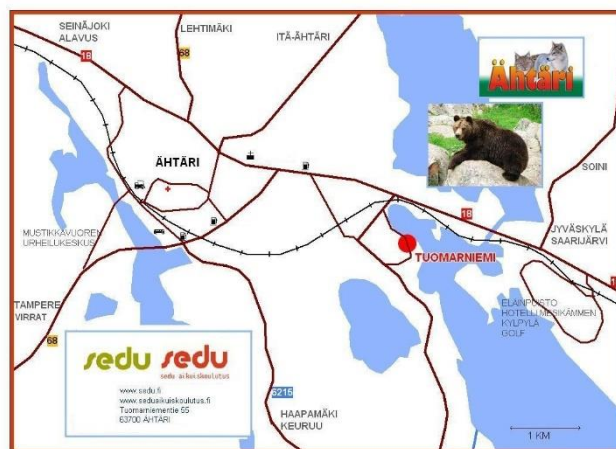 SEINÄJOKI
ALAVUS
LEHTIMÄKI
ITÄ-ÄHTÄRI
18
68
Ähtäri
ÄHTÄRI
SOINI
18
JYVÄSKYLÄ
SAARIJÄRVI
MUSTIKKAVUOREN
URHEILUKESKUS
TUOMARNIEMI
TAMPERE
VIRRAT
68
ELÄINPUISTO
HOTELLI MESIKÄMMEN
KYLPYLÄ
GOLF
sedu sedu
sedu aikuiskoulutus
www.sedu.fi
www.seduaikuiskoulutus.fi
Tuomarniementie 55
63700 ÄHTÄRI
6215
HAAPAMÄKI
KEURUU
1 KM